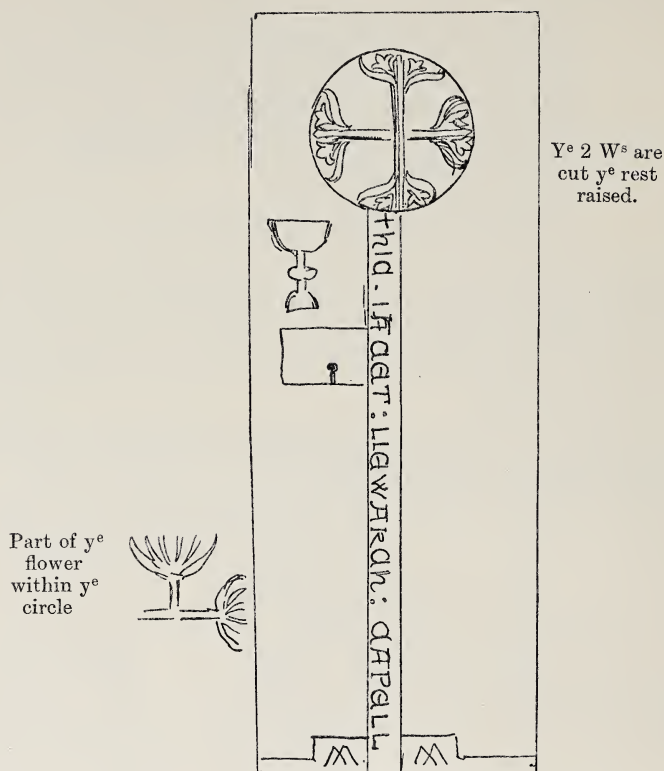 Yᵉ 2 Wˢ are
cut yᵉ rest
raised.
+hIC. IACET: LLEWARCh: CAPELL
Part of yᵉ
flower
within yᵉ
circle
W W